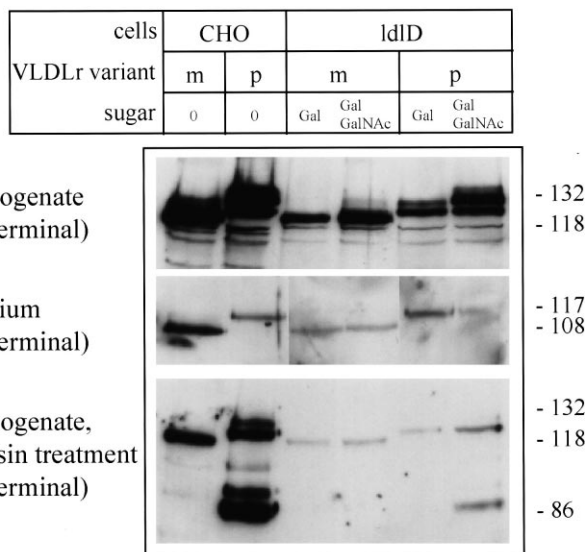 cells CHO ldlD
VLDLr variant m p m p
sugar 0 0 Gal Gal GalNAc Gal Gal GalNAc
ogenate
erminal)
- 132
- 118
ium
erminal)
- 117
- 108
ogenate,
sin treatment
erminal)
- 132
- 118
- 86